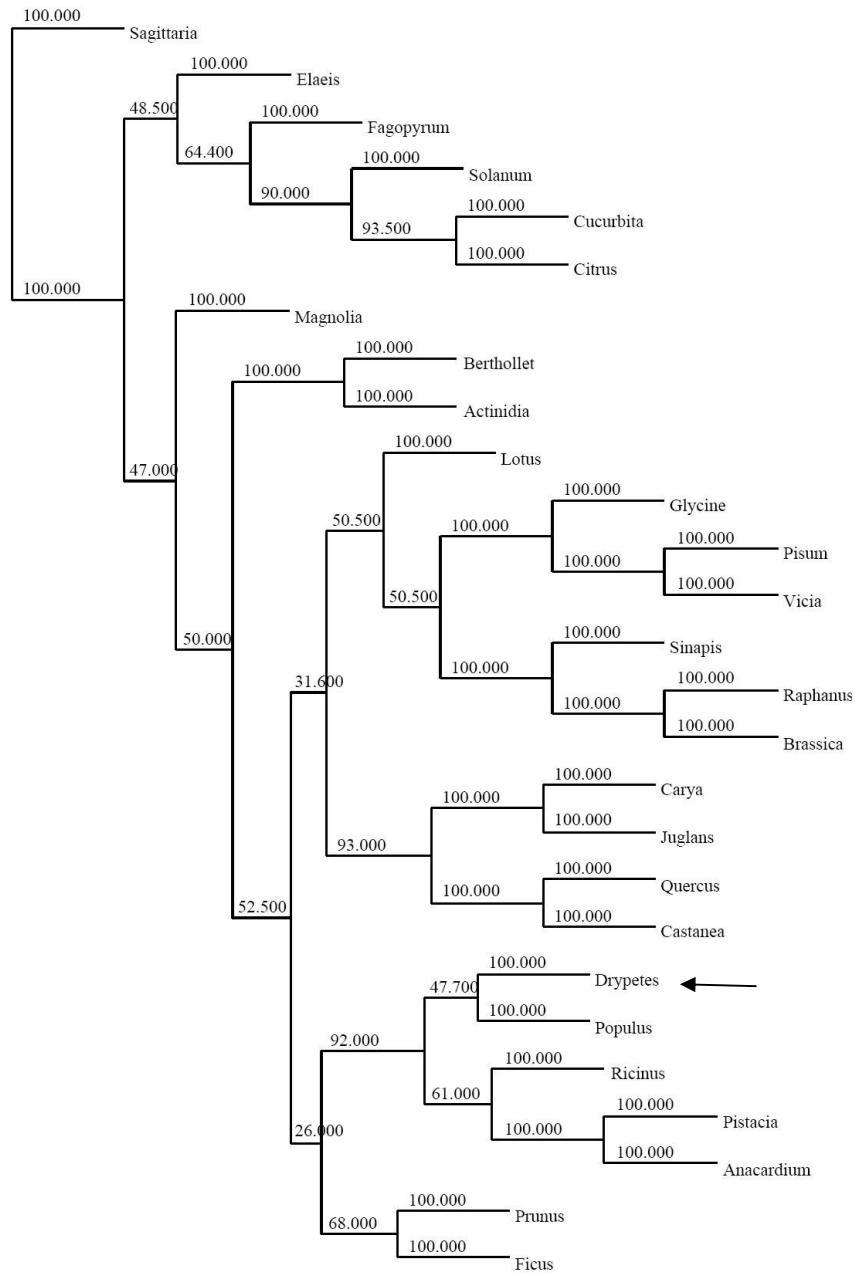 100.000
Sagittaria
100.000
Elaeis
48.500
100.000
Fagopyrum
64.400
100.000
Solanum
90.000
100.000
Cucurbita
93.500
100.000
Citrus
100.000
100.000
Magnolia
100.000
Berthollet
100.000
100.000
Actinidia
100.000
Lotus
47.000
100.000
Glycine
50.500
100.000
100.000
Pisum
100.000
100.000
Vicia
50.500
100.000
Sinapis
50.000
100.000
100.000
Raphanus
31.600
100.000
100.000
Brassica
100.000
Carya
100.000
100.000
Juglans
93.000
100.000
Quercus
100.000
52.500
100.000
Castanea
100.000
Drypetes
47.700
100.000
Populus
92.000
100.000
Ricinus
61.000
100.000
Pistacia
100.000
26.000
100.000
Anacardium
100.000
Prunus
68.000
100.000
Ficus